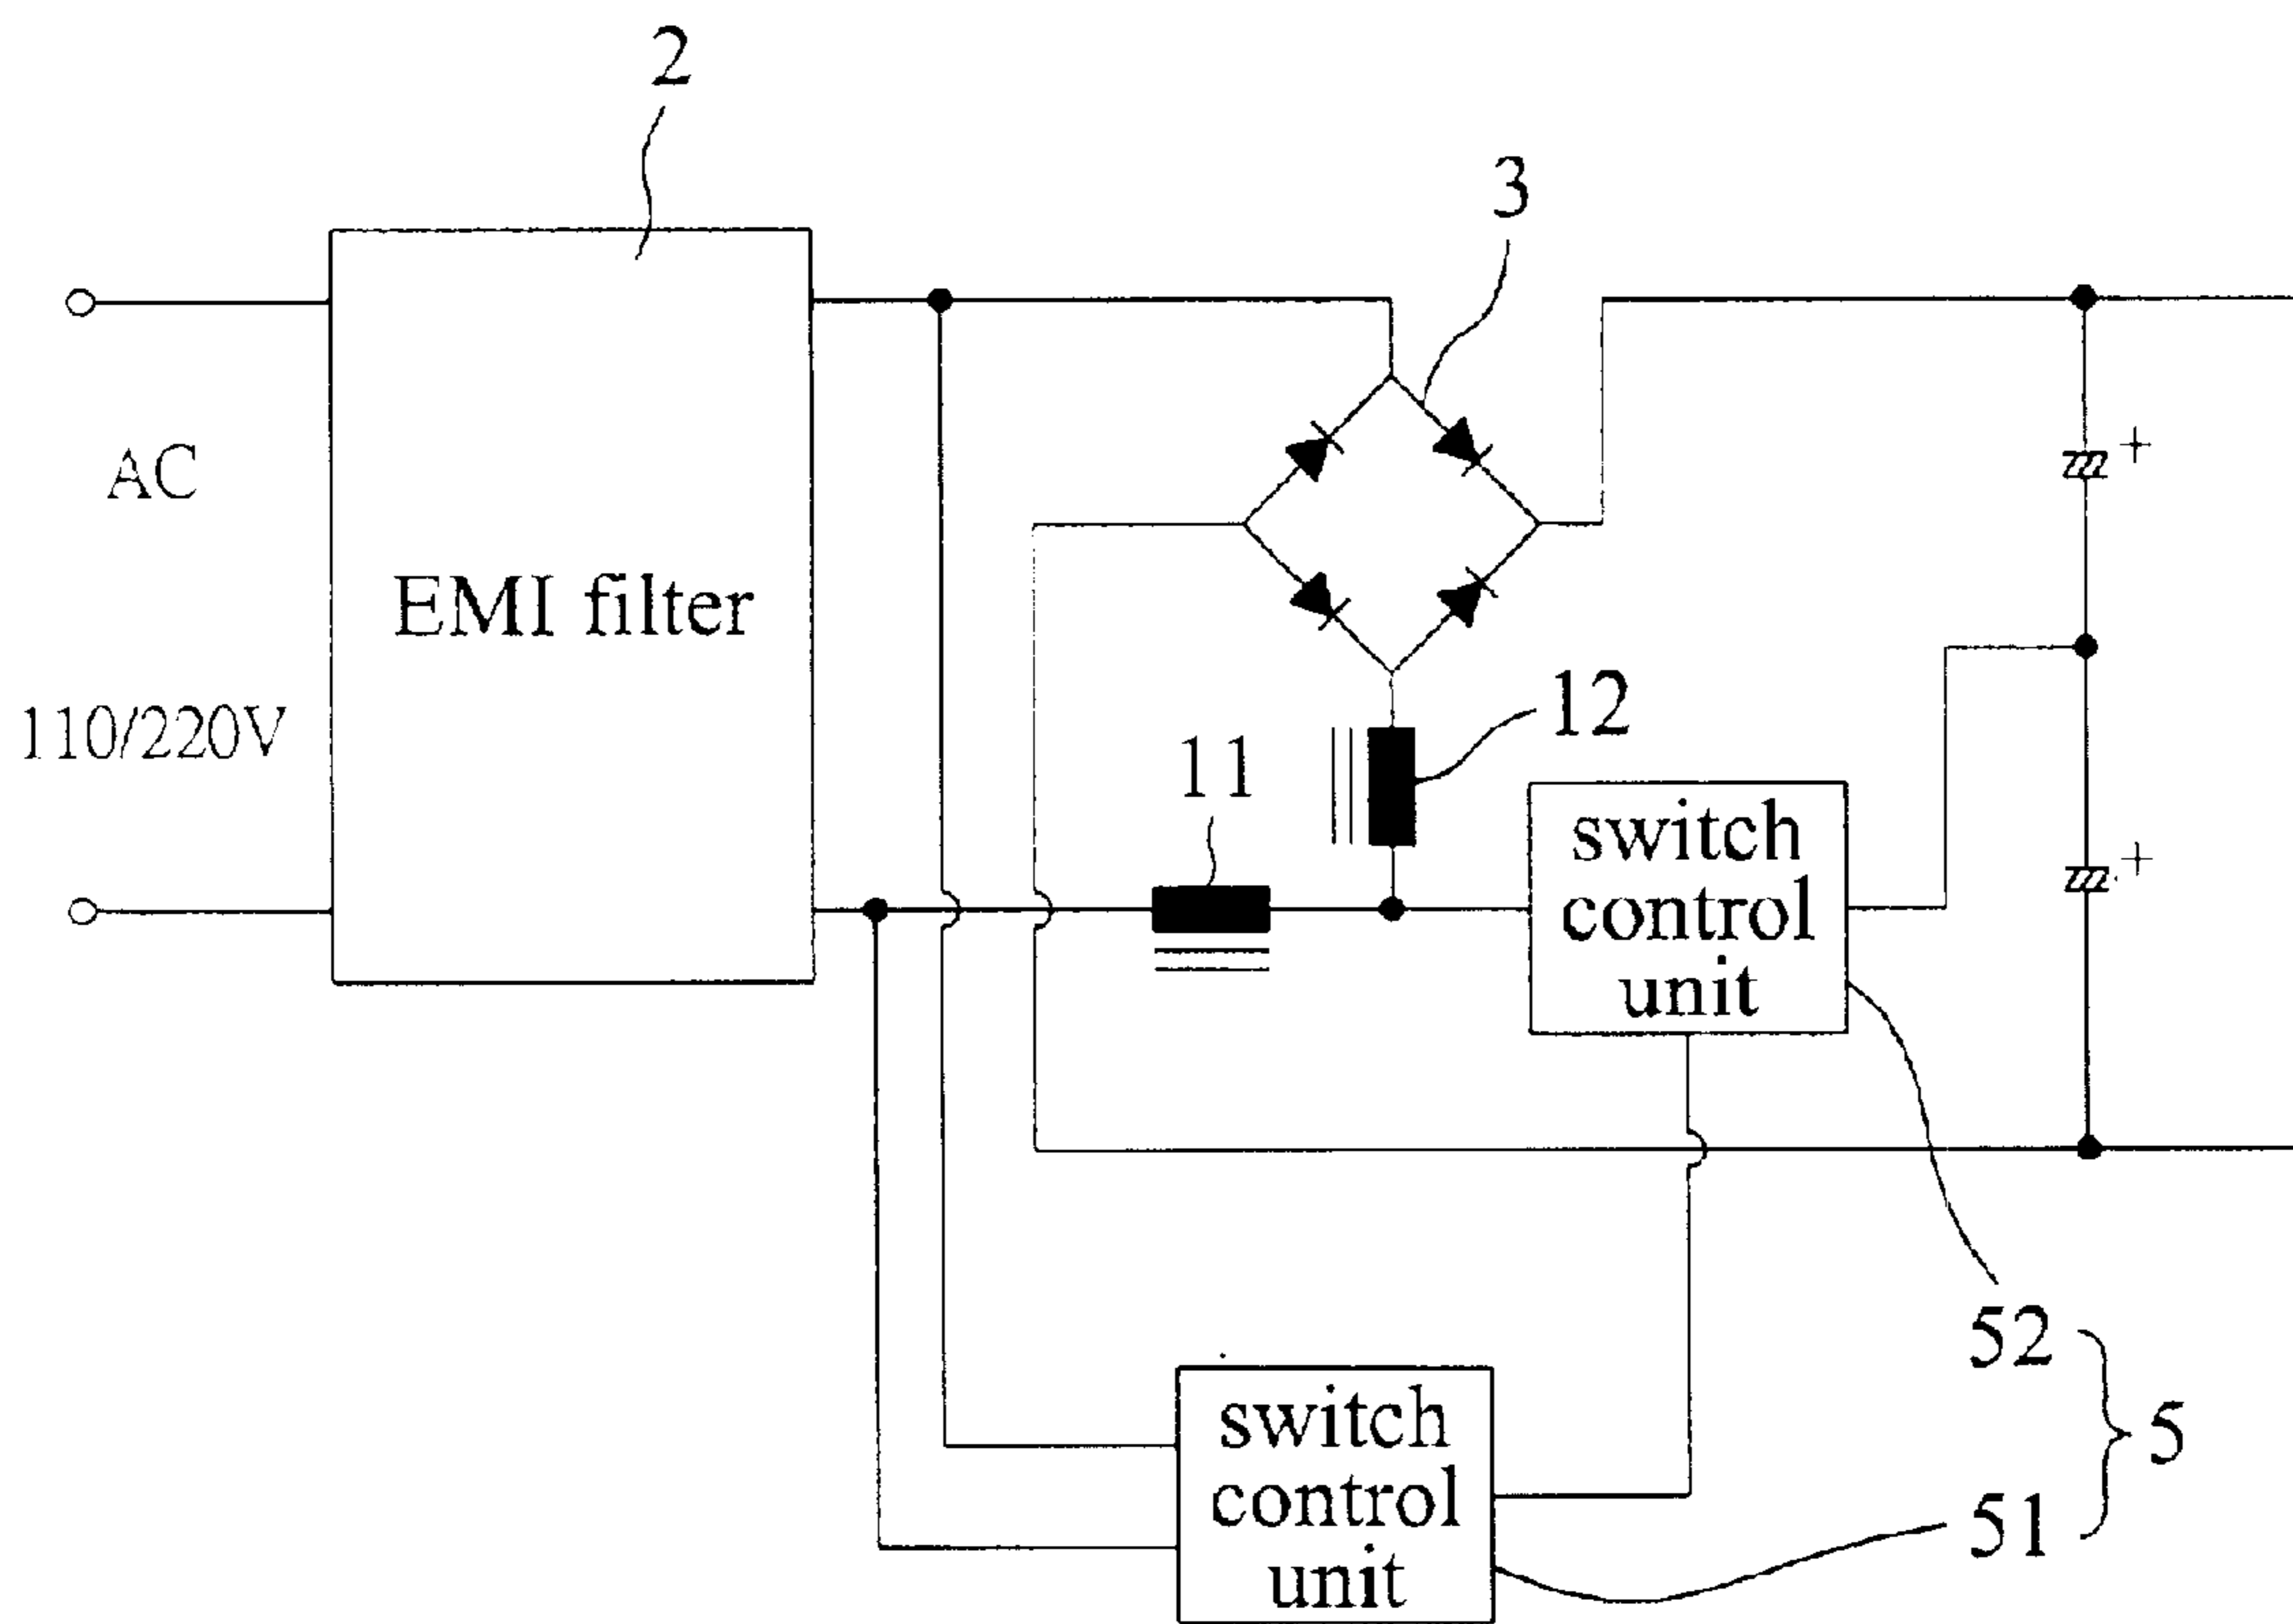 2
3
AC
EMI filter
110/220V
12
11
switch
control
unit
+
+
52
5
switch
control
unit
51